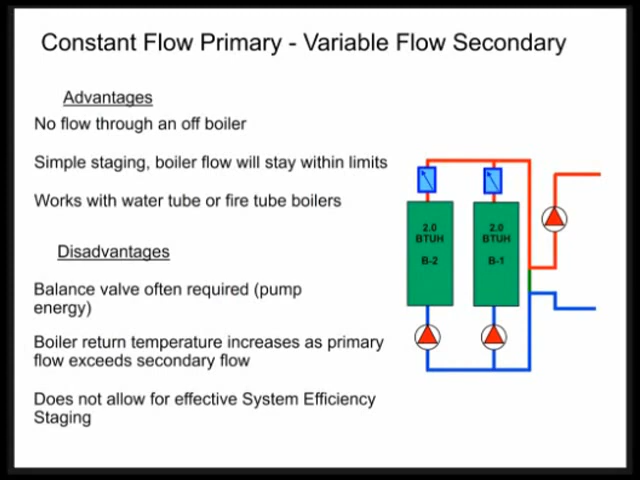 Constant Flow Primary - Variable Flow Secondary
Advantages
No flow through an off boiler
Simple staging, boiler flow will stay within limits
Works with water tube or fire tube boilers
Disadvantages
Balance valve often required (pump
energy)
Boiler return temperature increases as primary
flow exceeds secondary flow
Does not allow for effective System Efficiency
Staging
2.0
BTUH
B-2
2.0
BTUH
B-1